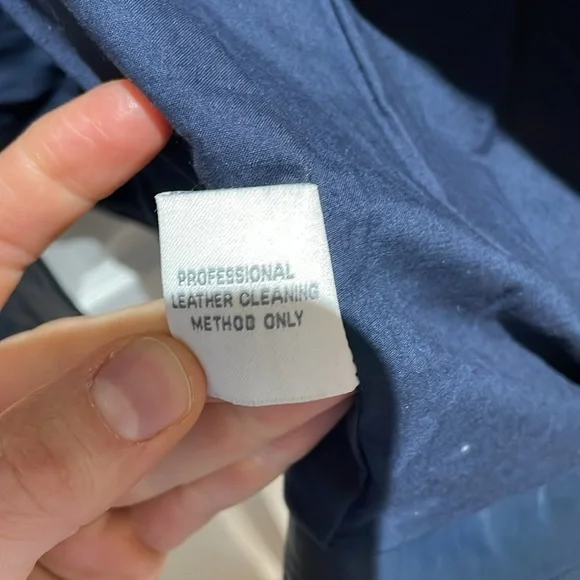 PROFESSIONAL
LEATHER CLEANING
METHOD ONLY